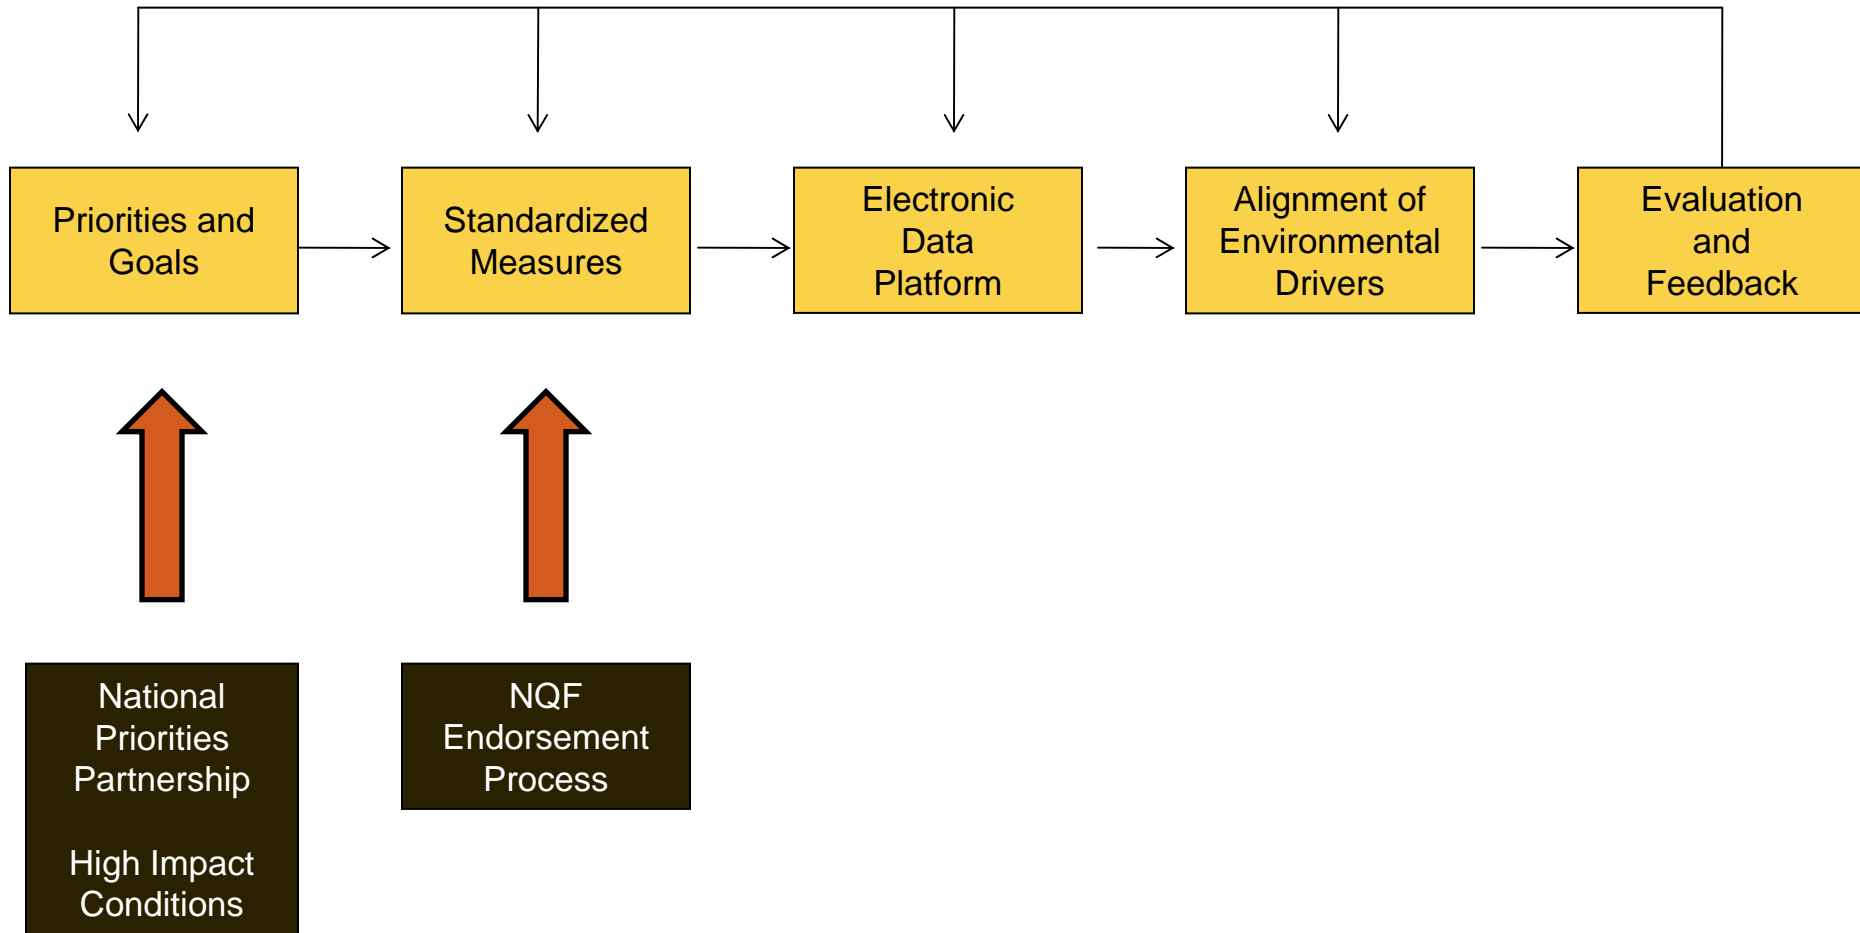 Priorities and
Goals
Standardized
Measures
Electronic
Data
Platform
Alignment of
Environmental
Drivers
Evaluation
and
Feedback
National
Priorities
Partnership
High Impact
Conditions
NQF
Endorsement
Process